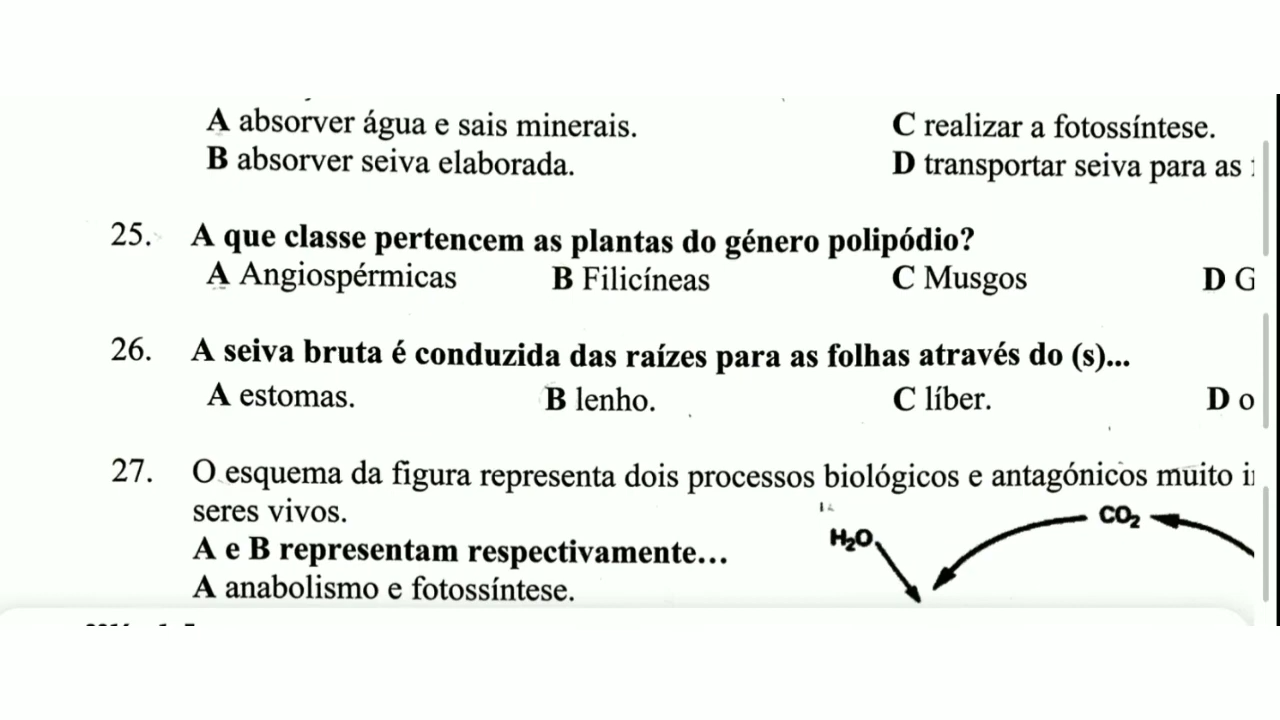 A absorver água e sais minerais.
C realizar a fotossíntese.
B absorver seiva elaborada.
D transportar seiva para as
25. A que classe pertencem as plantas do género polipódio?
A Angiospérmicas B Filicíneas C Musgos D G
26. A seiva bruta é conduzida das raízes para as folhas através do (s)...
A estomas. B lenho. C líber. D o
27. O esquema da figura representa dois processos biológicos e antagónicos muito
seres vivos.
H₂O
CO₂
A e B representam respectivamente...
A anabolismo e fotossíntese.